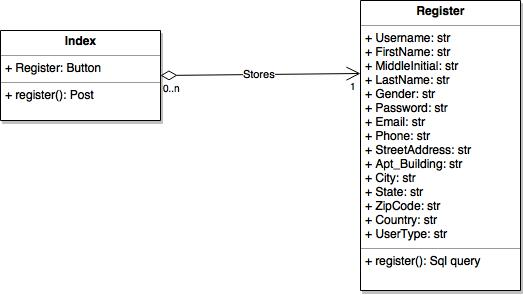 Index
+ Register: Button
+ register(): Post
0..n
Stores
1
Register
+ Username: str
+ FirstName: str
+ MiddleInitial: str
+ LastName: str
+ Gender: str
+ Password: str
+ Email: str
+ Phone: str
+ StreetAddress: str
+ Apt_Building: str
+ City: str
+ State: str
+ ZipCode: str
+ Country: str
+ UserType: str
+ register(): Sql query